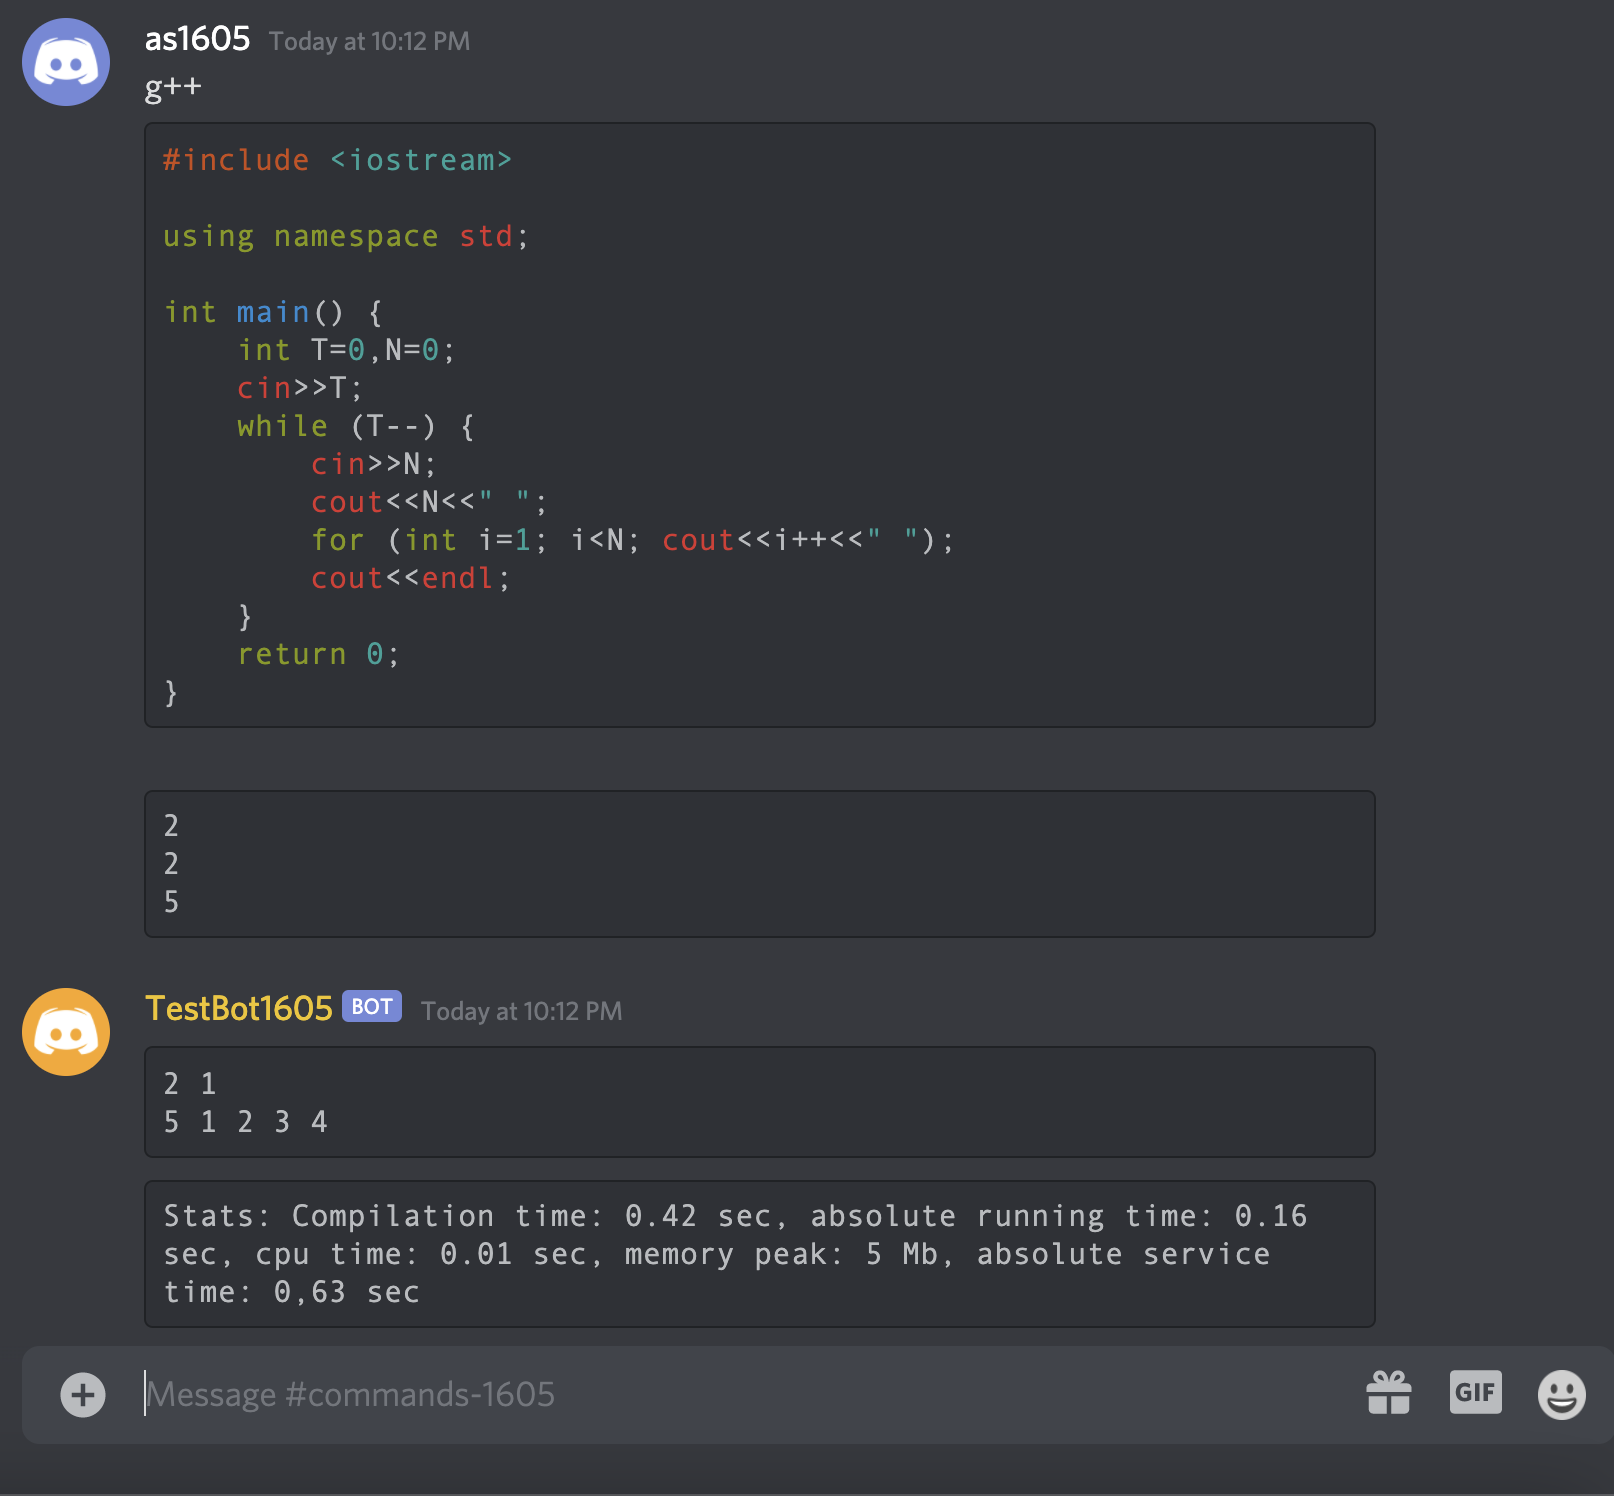 as1605 Today at 10:12 PM
g++
#include <iostream>
using namespace std;
int main() {
    int T=0,N=0;
    cin>>T;
    while (T--) {
        cin>>N;
        cout<<N<<" ";
        for (int i=1; i<N; cout<<i++<<" ");
        cout<<endl;
    }
    return 0;
}
2
2
5
TestBot1605 BOT Today at 10:12 PM
2 1
5 1 2 3 4
Stats: Compilation time: 0.42 sec, absolute running time: 0.16
sec, cpu time: 0.01 sec, memory peak: 5 Mb, absolute service
time: 0,63 sec
Message #commands-1605
GIF